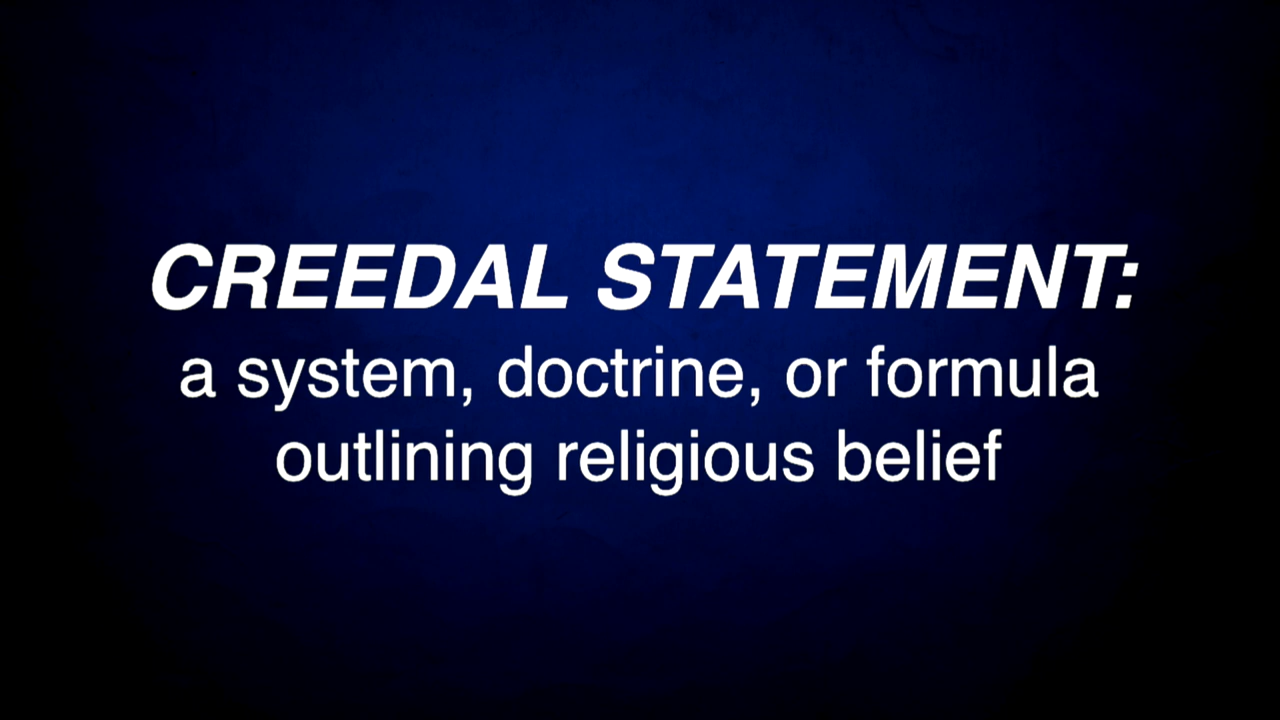 CREEDAL STATEMENT:
a system, doctrine, or formula
outlining religious belief